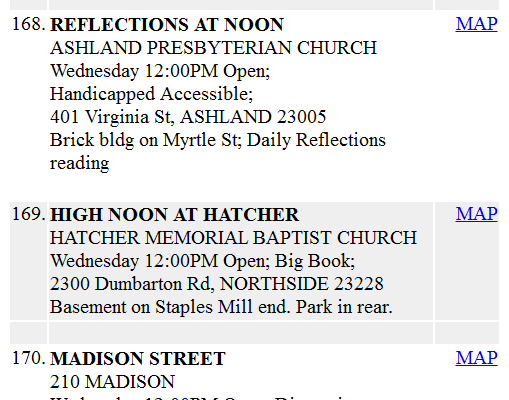 168. REFLECTIONS AT NOON MAP
ASHLAND PRESBYTERIAN CHURCH
Wednesday 12:00PM Open;
Handicapped Accessible;
401 Virginia St, ASHLAND 23005
Brick bldg on Myrtle St; Daily Reflections
reading
169. HIGH NOON AT HATCHER MAP
HATCHER MEMORIAL BAPTIST CHURCH
Wednesday 12:00PM Open; Big Book;
2300 Dumbarton Rd, NORTHSIDE 23228
Basement on Staples Mill end. Park in rear.
170. MADISON STREET MAP
210 MADISON